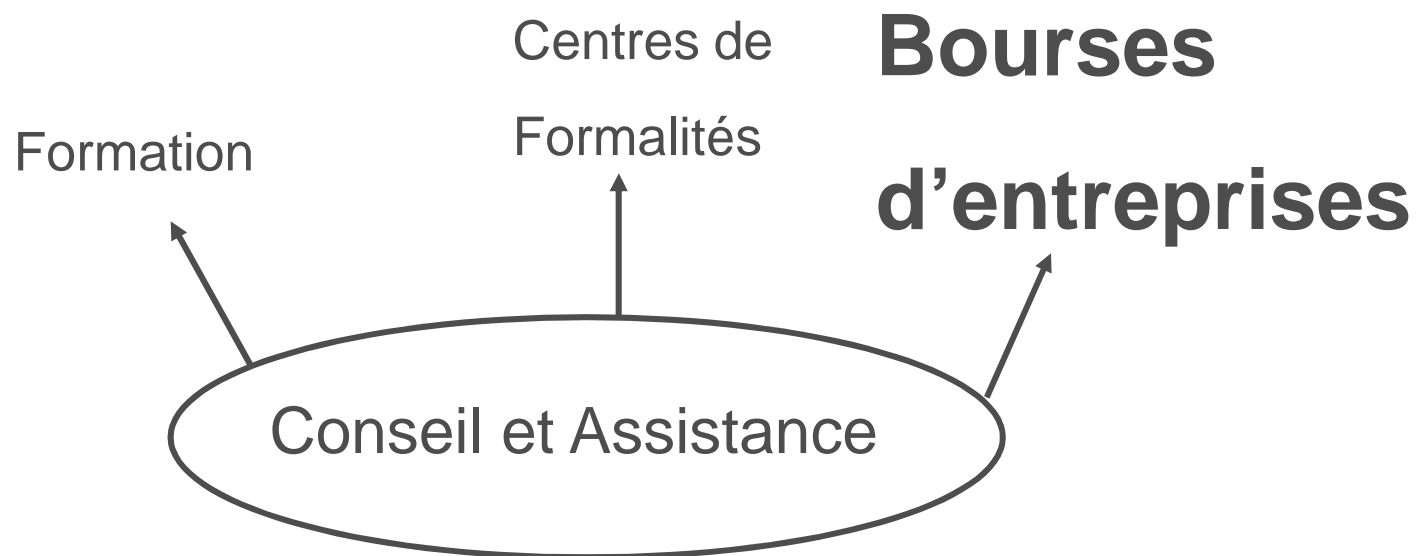 Formation
Centres de
Formalités
Bourses
d’entreprises
Conseil et Assistance